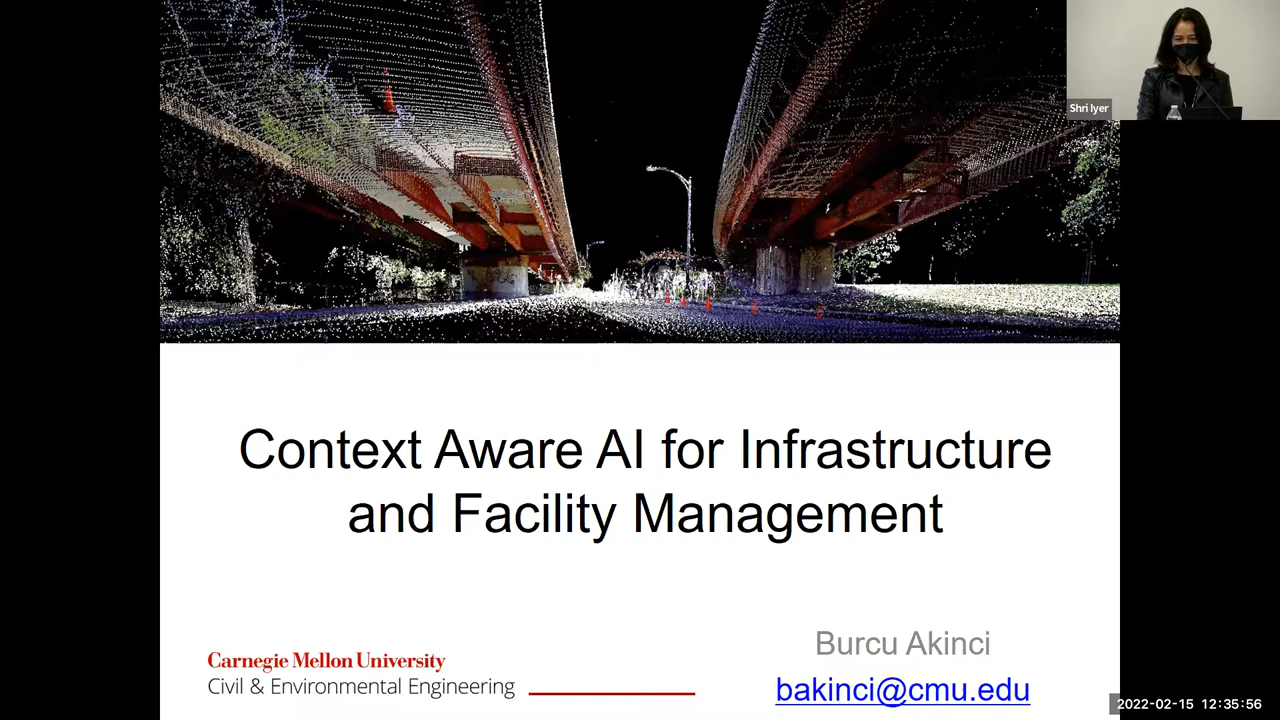 Shri Iyer
Context Aware AI for Infrastructure
and Facility Management
Carnegie Mellon University
Civil & Environmental Engineering
Burcu Akinci
bakinci@cmu.edu
2022-02-15 12:35:56